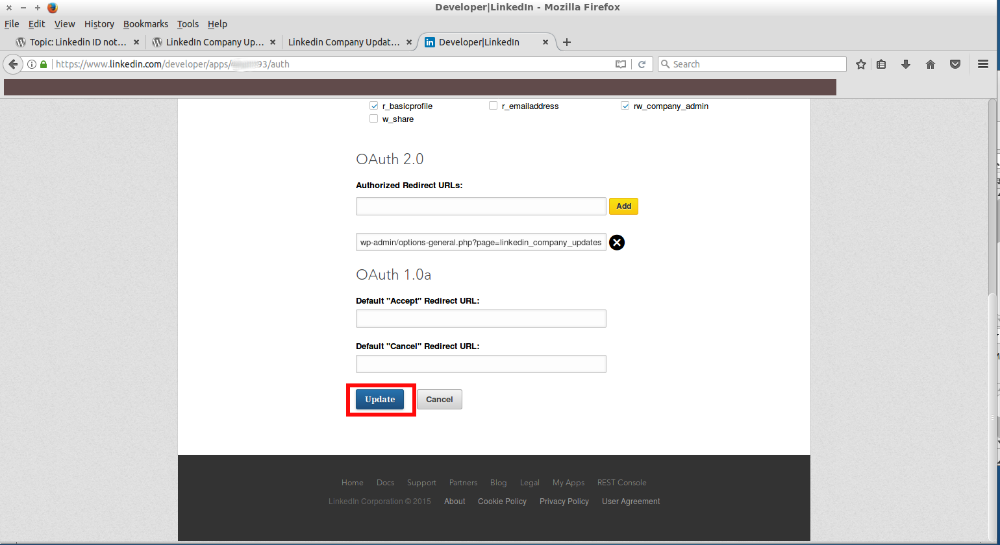 Developer|LinkedIn - Mozilla Firefox
File Edit View History Bookmarks Tools Help
Topic: Linkedin ID not... LinkedIn Company Up... Linkedin Company Updat... Developer|LinkedIn
https://www.linkedin.com/developer/apps/ 93/auth Search
r_basicprofile r_emailaddress rw_company_admin
w_share
OAuth 2.0
Authorized Redirect URLs:
Add
wp-admin/options-general.php?page=linkedin_company_updates
OAuth 1.0a
Default "Accept" Redirect URL:
Default "Cancel" Redirect URL:
Update Cancel
Home Docs Support Partners Blog Legal My Apps REST Console
LinkedIn Corporation © 2015 About Cookie Policy Privacy Policy User Agreement